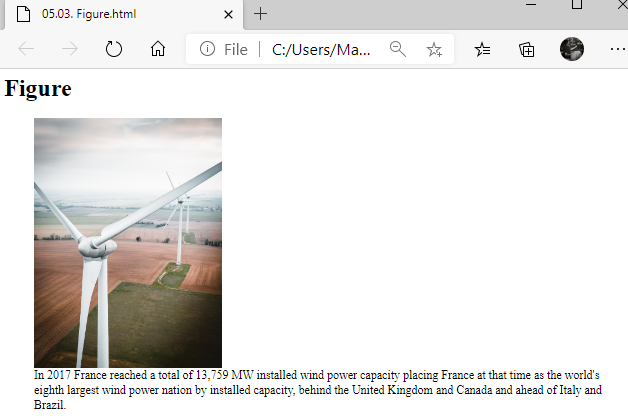 05.03. Figure.html
File
C:/Users/Ma...
Figure
In 2017 France reached a total of 13,759 MW installed wind power capacity placing France at that time as the world's
eighth largest wind power nation by installed capacity, behind the United Kingdom and Canada and ahead of Italy and
Brazil.